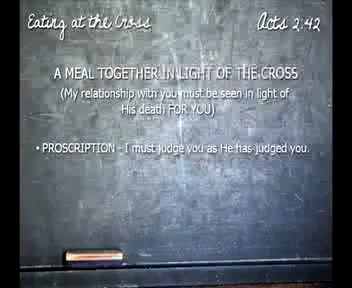 Eating at the Cross
Acts 2:42
A MEAL TOGETHER IN LIGHT OF THE CROSS
(My relationship with you must be seen in light of
His death FOR YOU)
• PROSCRIPTION - I must judge you as He has judged you.